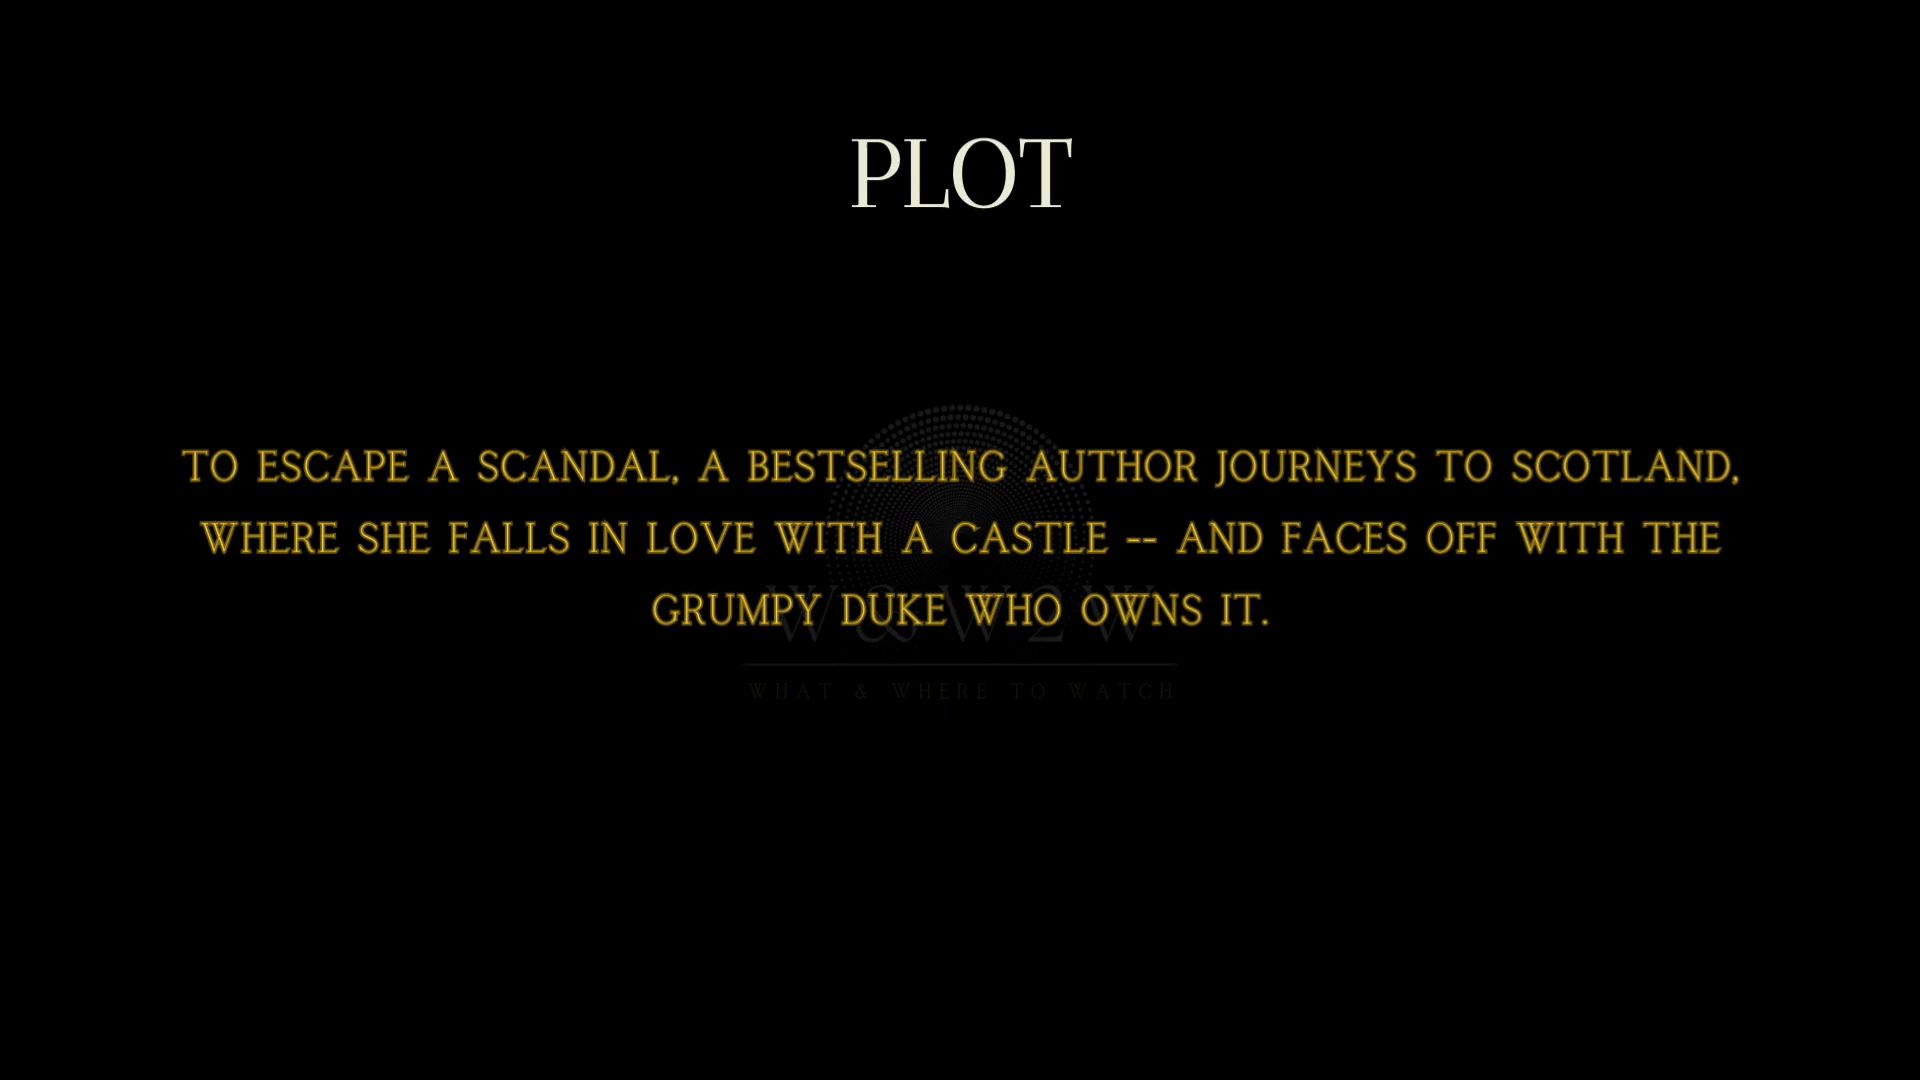 PLOT
TO ESCAPE A SCANDAL, A BESTSELLING AUTHOR JOURNEYS TO SCOTLAND,
WHERE SHE FALLS IN LOVE WITH A CASTLE -- AND FACES OFF WITH THE
GRUMPY DUKE WHO OWNS IT.
W&W2W
WHAT & WHERE TO WATCH